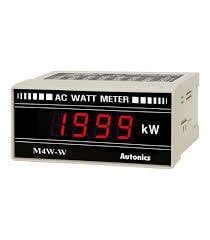 AC WATT METER
1999 kW
M4W-W Autonics